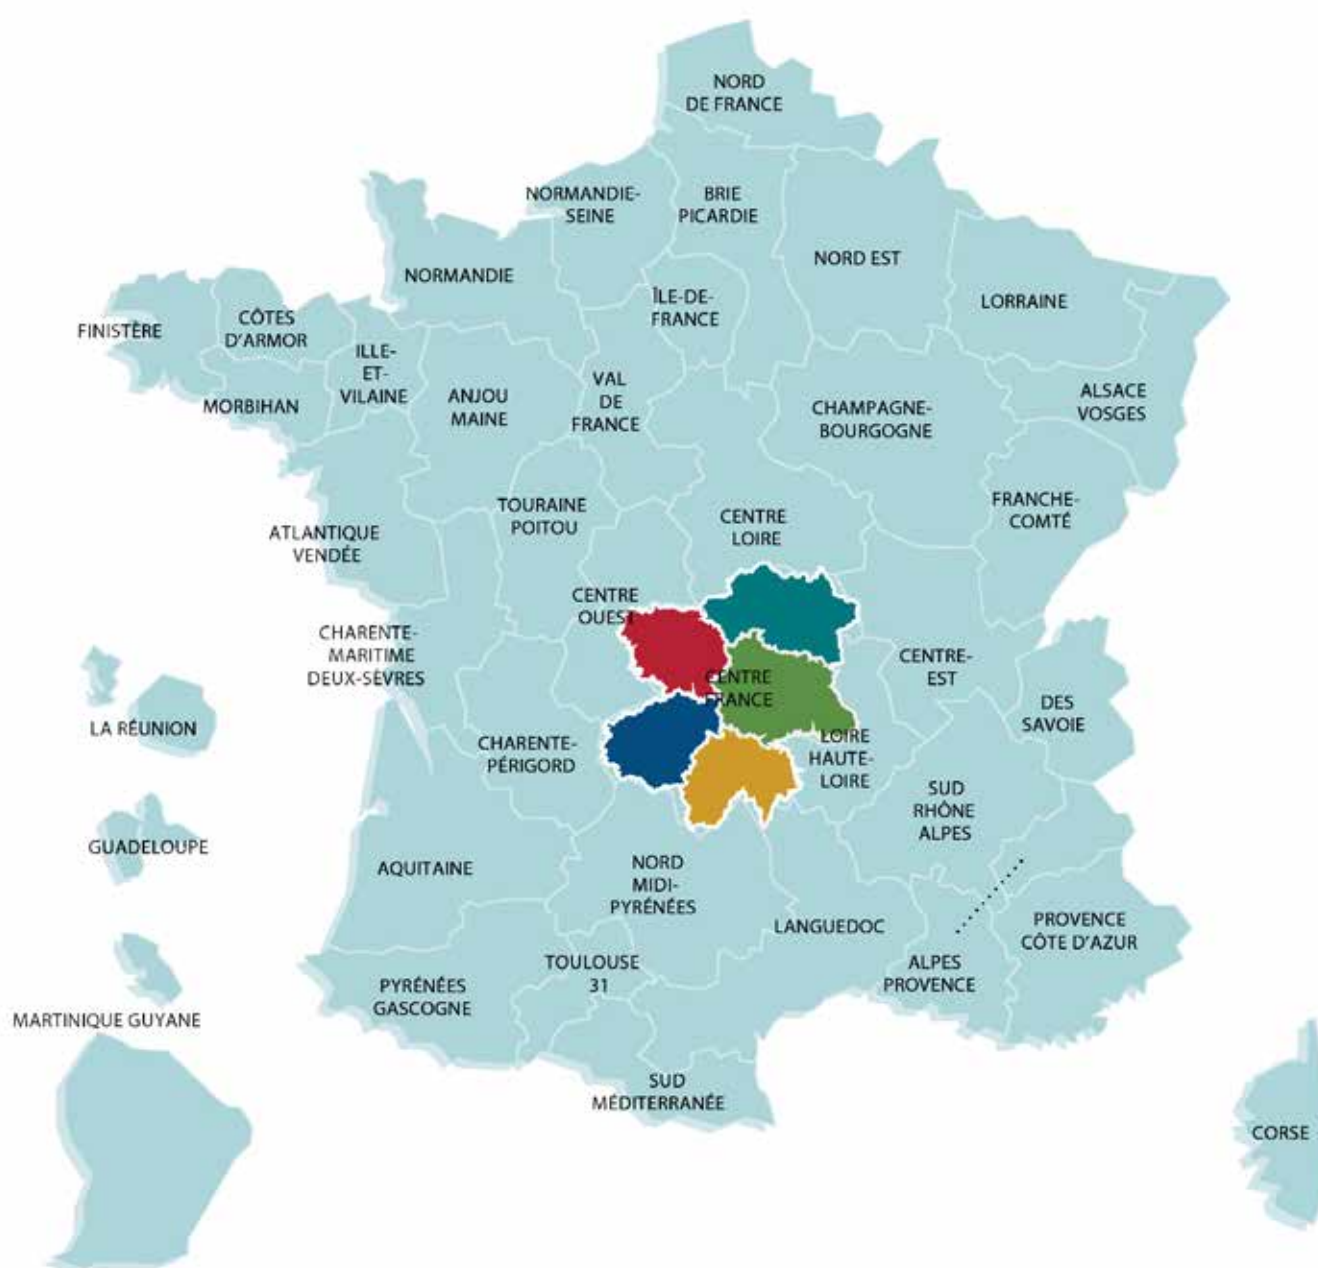 NORD
DE FRANCE
NORMANDIE-
SEINE
BRIE
PICARDIE
NORD EST
NORMANDIE
ÎLE-DE-
FRANCE
LORRAINE
FINISTÈRE
CÔTES
D'ARMOR
ILLE-
ET-
VILAINE
MORBIHAN
ANJOU
MAINE
VAL
DE
FRANCE
CHAMPAGNE-
BOURGOGNE
ALSACE
VOSGES
TOURAINE
POITOU
CENTRE
LOIRE
FRANCHE-
COMTÉ
ATLANTIQUE
VENDÉE
CENTRE
OUEST
CHARENTE-
MARITIME
DEUX-SÈVRES
CENTRE
FRANCE
CENTRE-
EST
DES
SAVOIE
LA RÉUNION
CHARENTE-
PÉRIGORD
LOIRE
HAUTE-
LOIRE
SUD
RHÔNE
ALPES
GUADELOUPE
AQUITAINE
NORD
MIDI-
PYRÉNÉES
LANGUEDOC
PROVENCE
CÔTE D'AZUR
TOULOUSE
31
ALPES
PROVENCE
PYRÉNÉES
GASCOGNE
MARTINIQUE GUYANE
SUD
MÉDITERRANÉE
CORSE